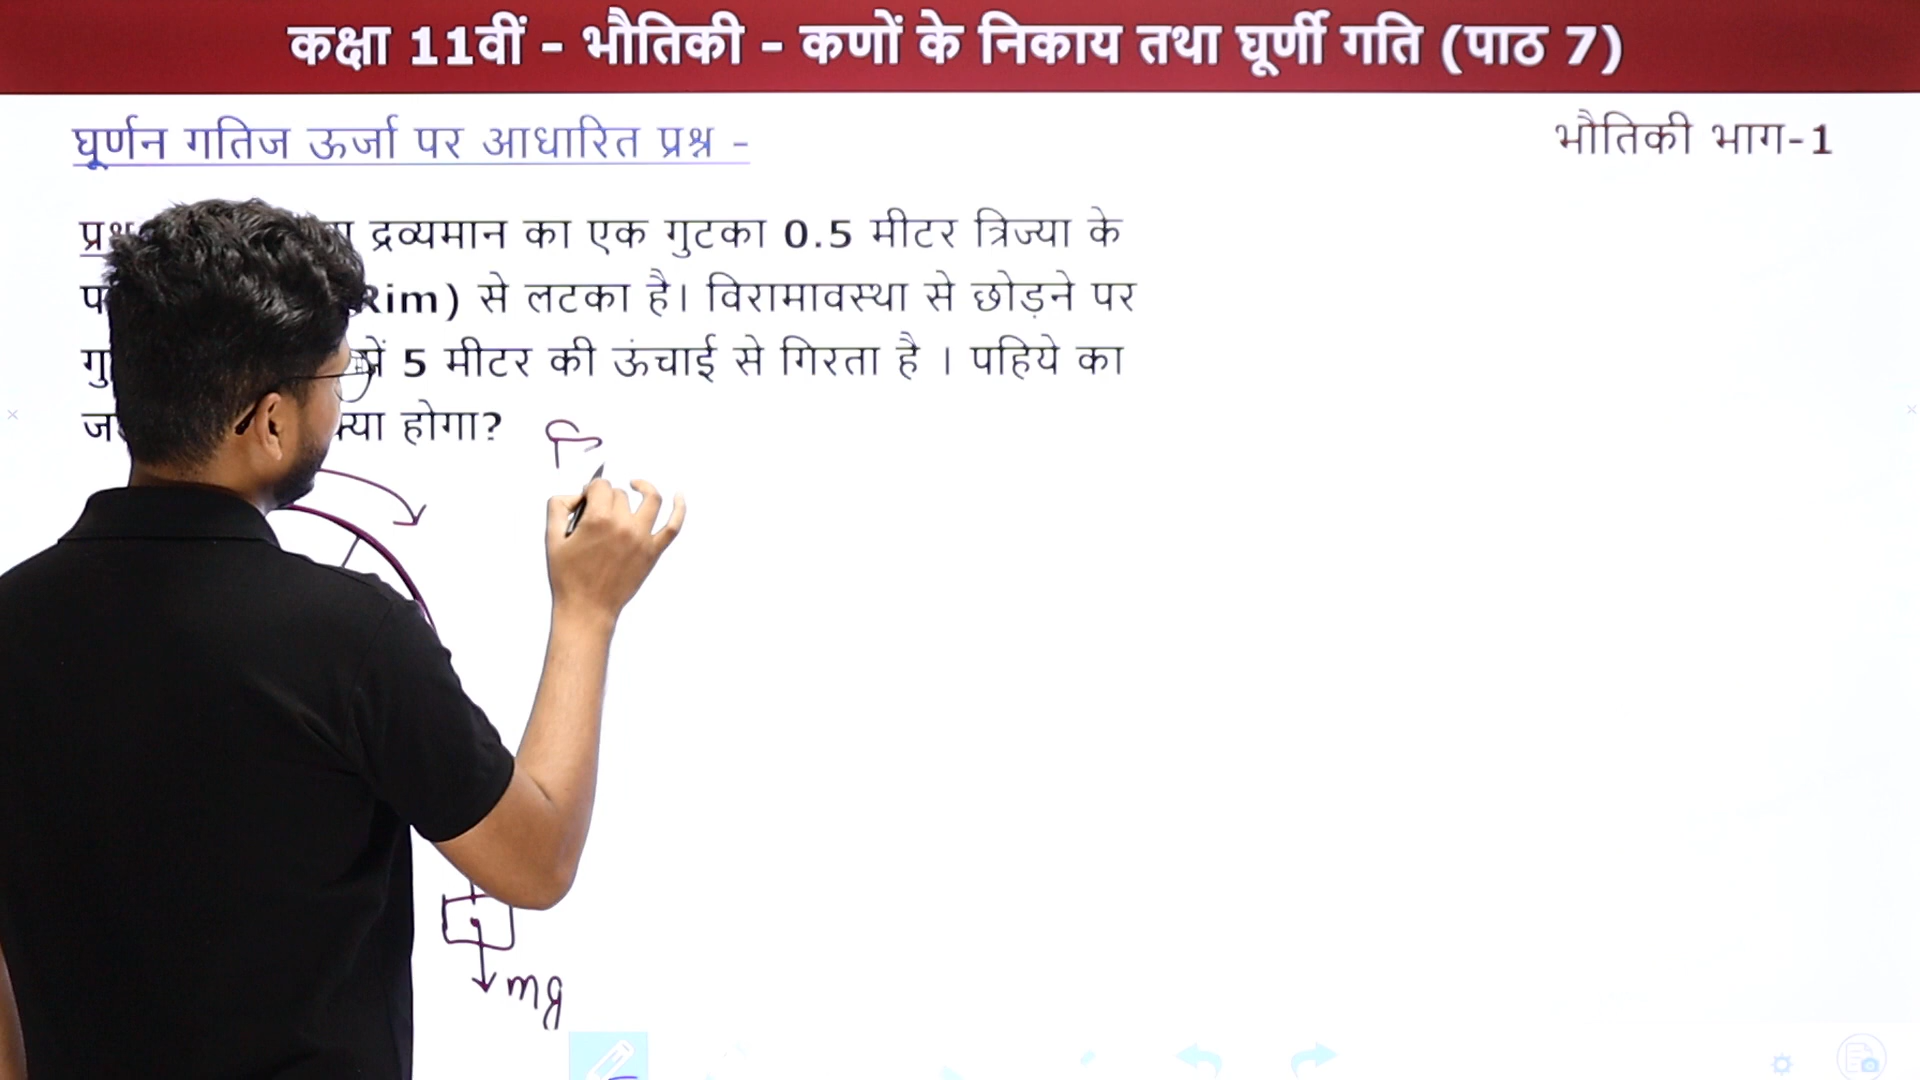 कक्षा 11वीं - भौतिकी - कणों के निकाय तथा घूर्णी गति (पाठ 7)
घूर्णन गतिज ऊर्जा पर आधारित प्रश्न -
भौतिकी भाग-1
द्रव्यमान का एक गुटका 0.5 मीटर त्रिज्या के
Rim) से लटका है। विरामावस्था से छोड़ने पर
में 5 मीटर की ऊंचाई से गिरता है । पहिये का
क्या होगा?
mg